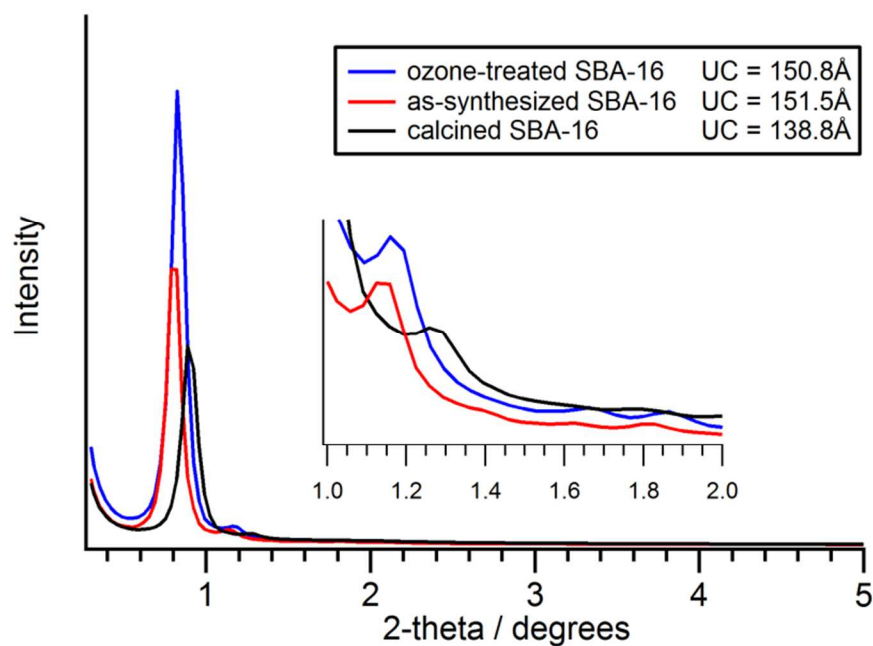 ozone-treated SBA-16 UC = 150.8Å
as-synthesized SBA-16 UC = 151.5Å
calcined SBA-16 UC = 138.8Å
Intensity
1.0 1.2 1.4 1.6 1.8 2.0
1 2 3 4 5
2-theta / degrees